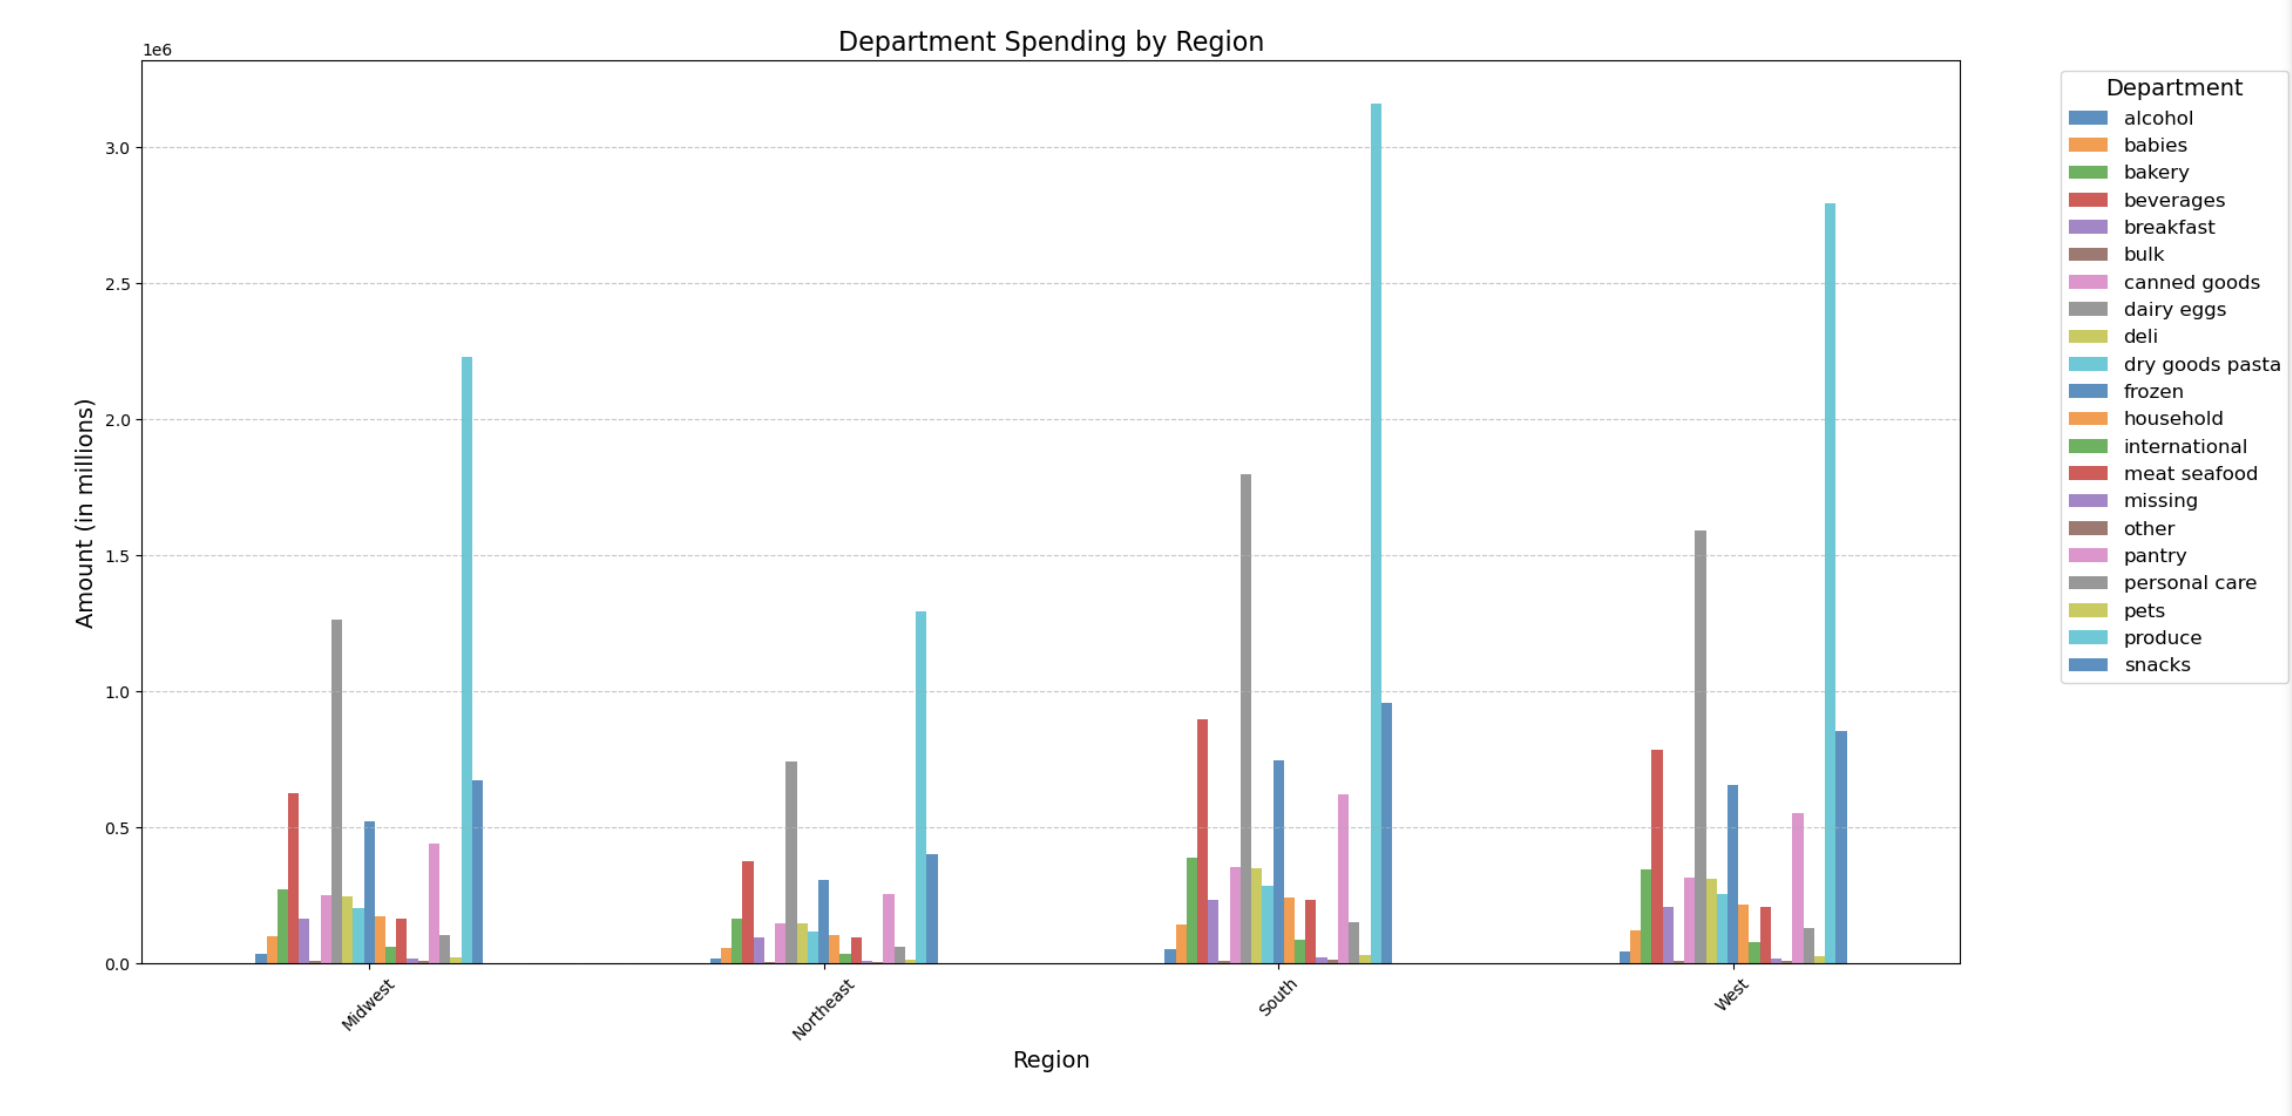 Department Spending by Region
1e6
3.0
2.5
2.0
1.5
1.0
0.5
0.0
Amount (in millions)
Midwest
Northeast
South
West
Region
Department
alcohol
babies
bakery
beverages
breakfast
bulk
canned goods
dairy eggs
deli
dry goods pasta
frozen
household
international
meat seafood
missing
other
pantry
personal care
pets
produce
snacks